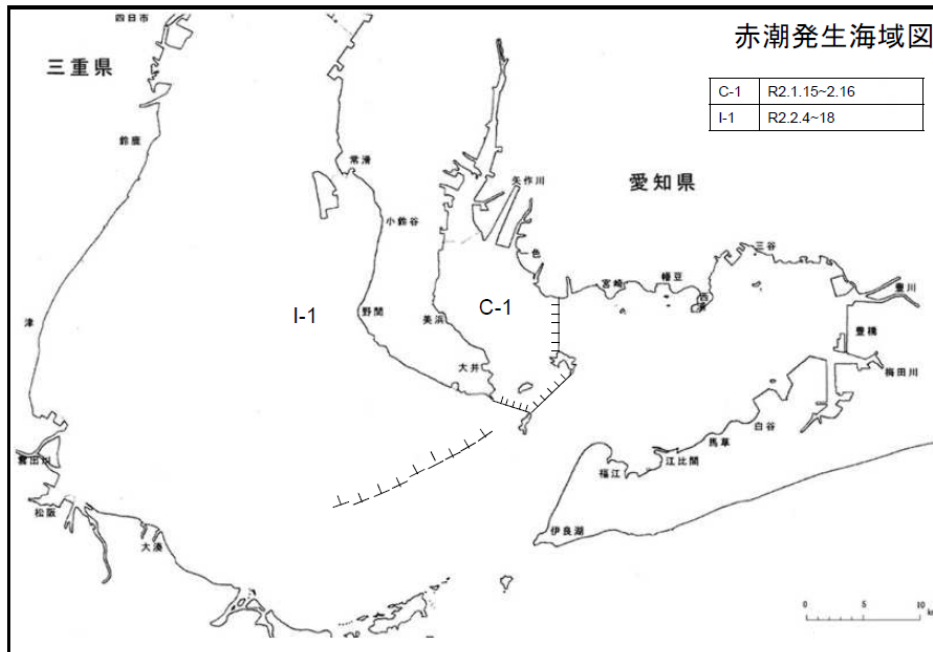 四日市
赤潮発生海域図
三重県
C-1 R2.1.15~2.16
I-1 R2.2.4~18
鈴鹿
常滑
矢作川
愛知県
小鈴谷
一色
三谷
宮崎
幡豆
西浦
豊川
I-1
野間
美浜
C-1
津
豊橋
大井
梅田川
白谷
馬草
雲出川
福江
江比間
松阪
大湊
伊良湖
0 5 10
km